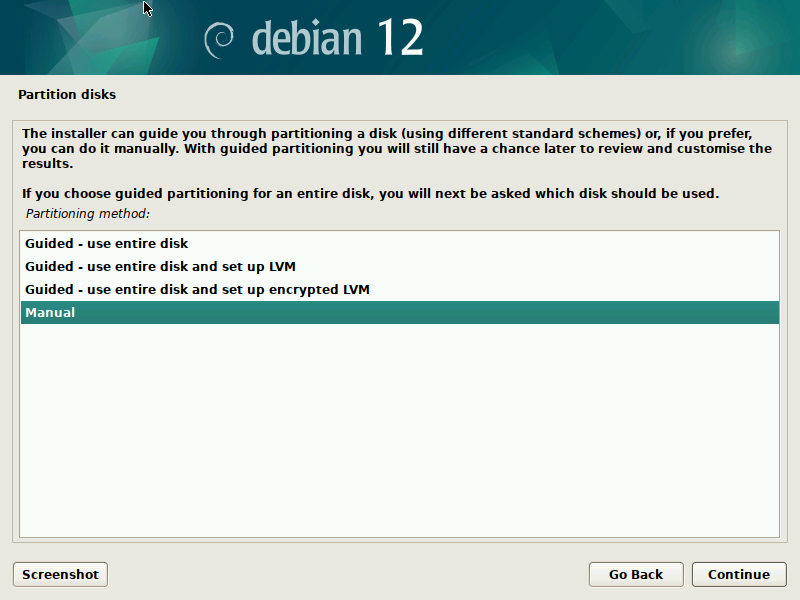 debian 12
Partition disks
The installer can guide you through partitioning a disk (using different standard schemes) or, if you prefer,
you can do it manually. With guided partitioning you will still have a chance later to review and customise the
results.
If you choose guided partitioning for an entire disk, you will next be asked which disk should be used.
Partitioning method:
Guided - use entire disk
Guided - use entire disk and set up LVM
Guided - use entire disk and set up encrypted LVM
Manual
Screenshot
Go Back
Continue